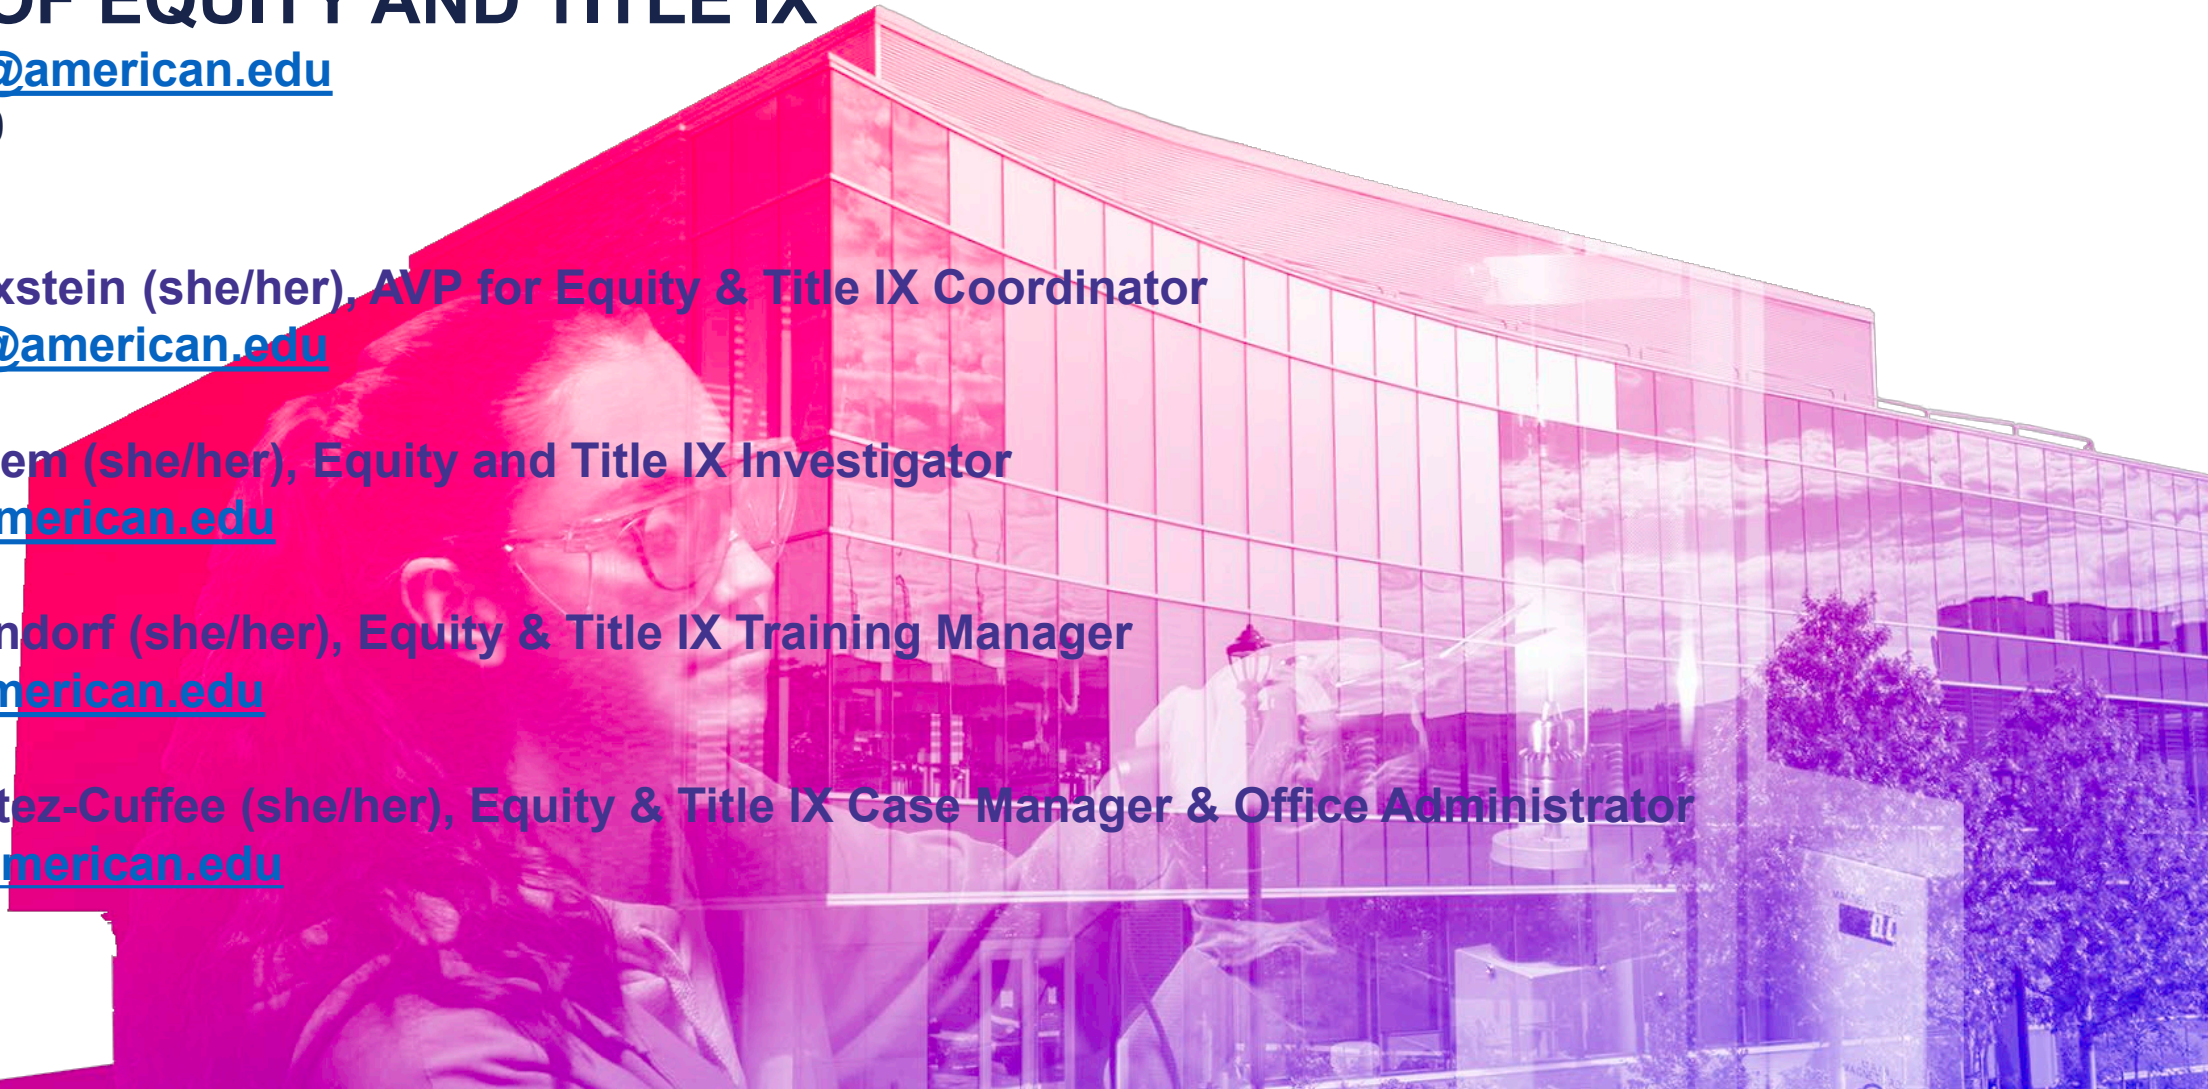 OF EQUITY AND TITLE IX
@american.edu
)
xstein (she/her), AVP for Equity & Title IX Coordinator
@american.edu
em (she/her), Equity and Title IX Investigator
merican.edu
ndorf (she/her), Equity & Title IX Training Manager
merican.edu
tez-Cuffee (she/her), Equity & Title IX Case Manager & Office Administrator
merican.edu